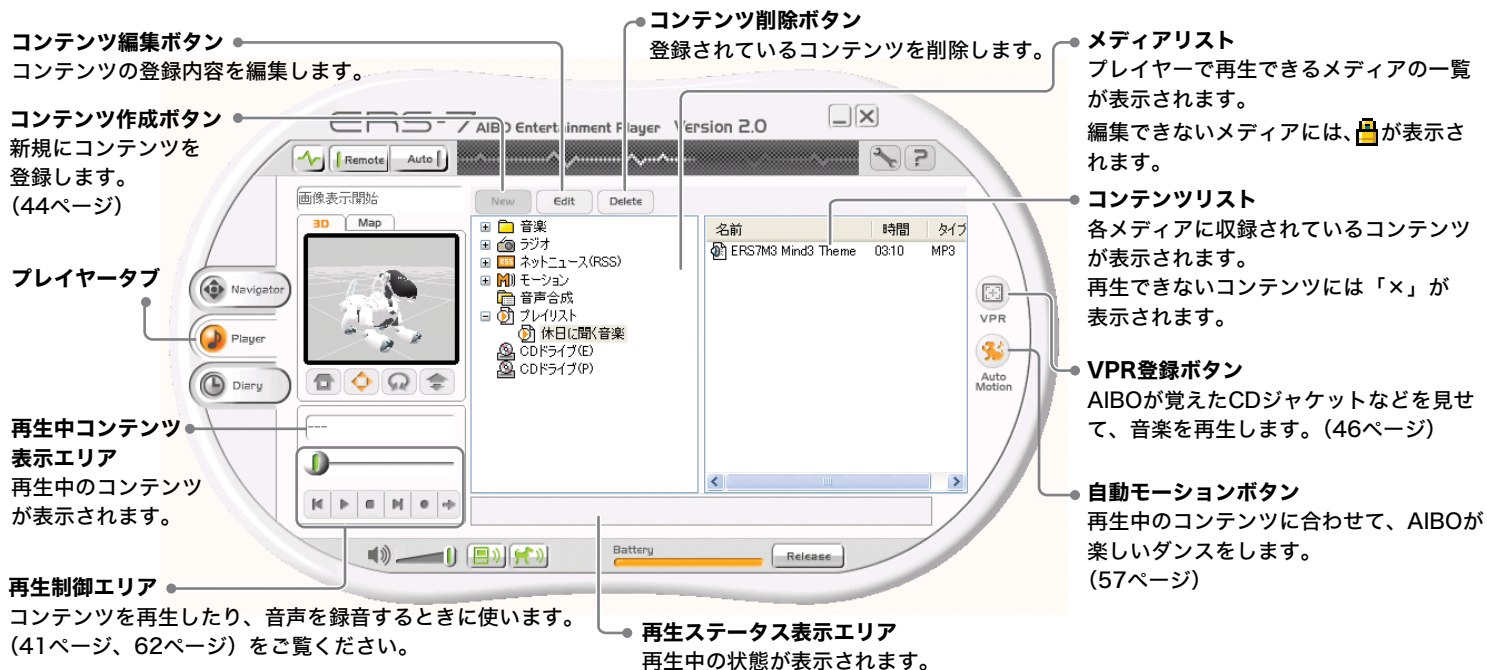 コンテンツ編集ボタン
コンテンツの登録内容を編集します。
コンテンツ作成ボタン
新規にコンテンツを
登録します。
(44ページ)
プレイヤータブ
再生中コンテンツ
表示エリア
再生中のコンテンツ
が表示されます。
再生制御エリア
コンテンツを再生したり、音声を録音するときに使います。
(41ページ、62ページ)をご覧ください。
コンテンツ削除ボタン
登録されているコンテンツを削除します。
ERS-7 AIBO Entertainment Player Version 2.0
Remote Auto
?
画像表示開始
3D Map
Navigator
Player
Diary
---
New Edit Delete
音楽
ラジオ
RSS ネットニュース(RSS)
M モーション
音声合成
プレイリスト
休日に聞く音楽
CDドライブ(E)
CDドライブ(P)
名前 時間 タイプ
ERS7M3 Mind3 Theme 03:10 MP3
VPR
Auto
Motion
Battery
Release
再生ステータス表示エリア
再生中の状態が表示されます。
メディアリスト
プレイヤーで再生できるメディアの一覧
が表示されます。
編集できないメディアには、が表示さ
れます。
コンテンツリスト
各メディアに収録されているコンテンツ
が表示されます。
再生できないコンテンツには「×」が
表示されます。
VPR登録ボタン
AIBOが覚えたCDジャケットなどを見せ
て、音楽を再生します。(46ページ)
自動モーションボタン
再生中のコンテンツに合わせて、AIBOが
楽しいダンスをします。
(57ページ)